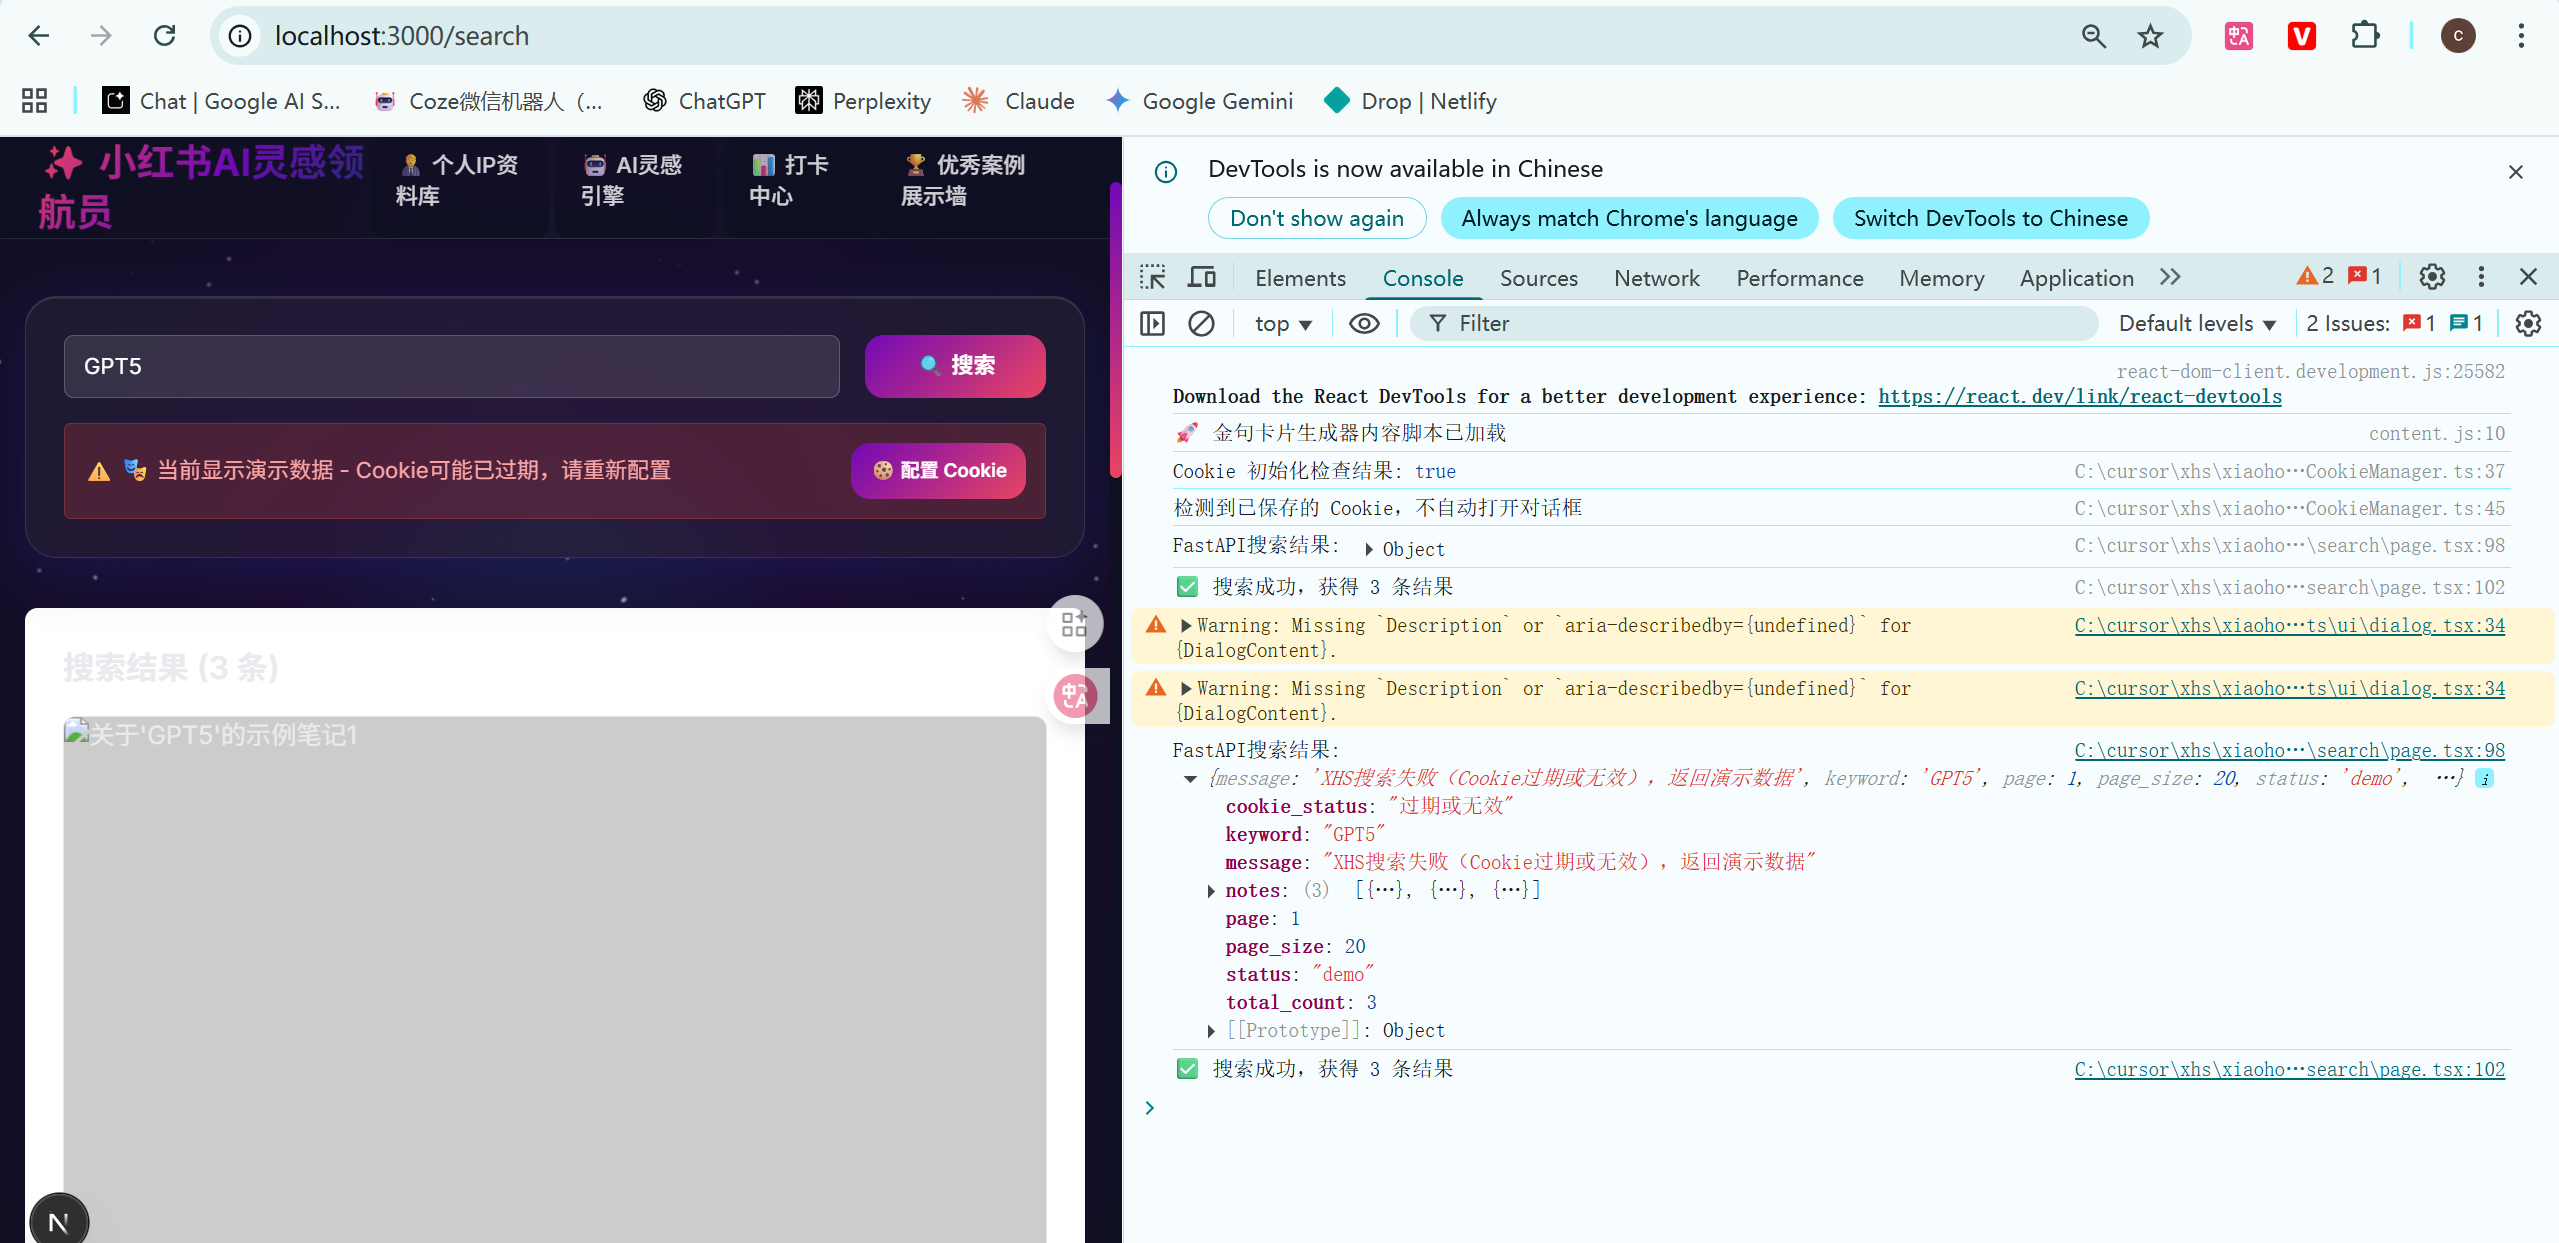 localhost:3000/search
C
Chat | Google AI S...
Coze微信机器人（...
ChatGPT
Perplexity
Claude
Google Gemini
Drop | Netlify
✨ 小红书AI灵感领
航员
个人IP资
料库
AI灵感
引擎
打卡
中心
优秀案例
展示墙
GPT5
🔍 搜索
⚠️ 🎭 当前显示演示数据 - Cookie可能已过期，请重新配置
🍪 配置 Cookie
搜索结果 (3 条)
关于'GPT5'的示例笔记1
中A
N
DevTools is now available in Chinese
Don't show again
Always match Chrome's language
Switch DevTools to Chinese
Elements
Console
Sources
Network
Performance
Memory
Application
2
1
top
Filter
Default levels
2 Issues:
1
1
react-dom-client.development.js:25582
Download the React DevTools for a better development experience: https://react.dev/link/react-devtools
🚀 金句卡片生成器内容脚本已加载 content.js:10
Cookie 初始化检查结果: true C:\cursor\xhs\xiaoho…CookieManager.ts:37
检测到已保存的 Cookie，不自动打开对话框 C:\cursor\xhs\xiaoho…CookieManager.ts:45
FastAPI搜索结果: ▶ Object C:\cursor\xhs\xiaoho…\search\page.tsx:98
✅ 搜索成功，获得 3 条结果 C:\cursor\xhs\xiaoho…search\page.tsx:102
▶Warning: Missing `Description` or `aria-describedby={undefined}` for C:\cursor\xhs\xiaoho…ts\ui\dialog.tsx:34
{DialogContent}.
▶Warning: Missing `Description` or `aria-describedby={undefined}` for C:\cursor\xhs\xiaoho…ts\ui\dialog.tsx:34
{DialogContent}.
FastAPI搜索结果: C:\cursor\xhs\xiaoho…\search\page.tsx:98
▼ {message: 'XHS搜索失败（Cookie过期或无效），返回演示数据', keyword: 'GPT5', page: 1, page_size: 20, status: 'demo', …} i
cookie_status: "过期或无效"
keyword: "GPT5"
message: "XHS搜索失败（Cookie过期或无效），返回演示数据"
▶ notes: (3) [{…}, {…}, {…}]
page: 1
page_size: 20
status: "demo"
total_count: 3
▶ [[Prototype]]: Object
✅ 搜索成功，获得 3 条结果 C:\cursor\xhs\xiaoho…search\page.tsx:102